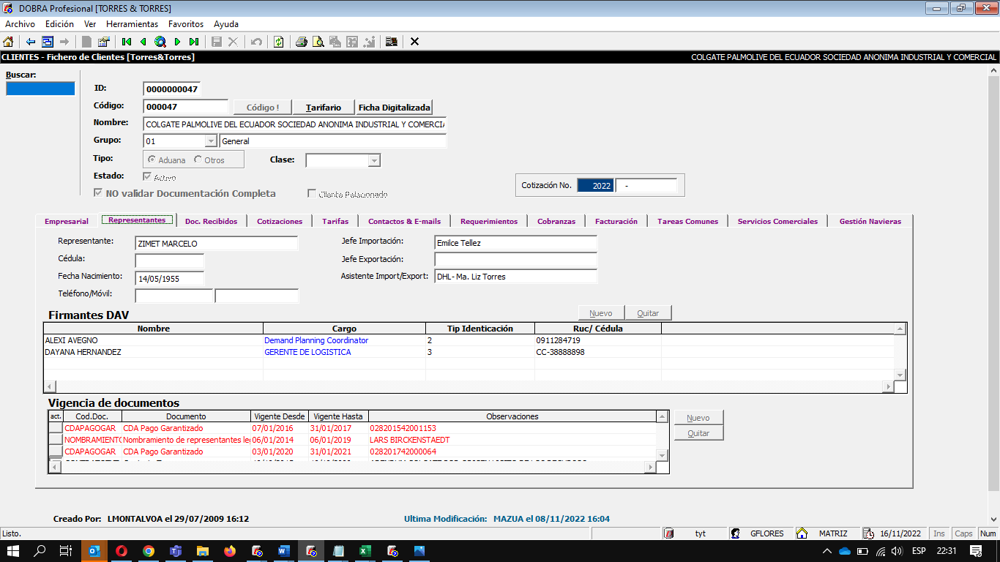 DOBRA Profesional [TORRES & TORRES]
Archivo Edición Ver Herramientas Favoritos Ayuda
CLIENTES - Fichero de Clientes [Torres&Torres] COLGATE PALMOLIVE DEL ECUADOR SOCIEDAD ANONIMA INDUSTRIAL Y COMERCIAL
Buscar:
ID: 0000000047
Código: 000047 Código ! Tarifario Ficha Digitalizada
Nombre: COLGATE PALMOLIVE DEL ECUADOR SOCIEDAD ANONIMA INDUSTRIAL Y COMERCIA
Grupo: 01 General
Tipo: Aduana Otros Clase:
Estado: Activo
Cotización No. 2022 -
NO validar Documentación Completa Cliente Relacionado
Empresarial Representantes Doc. Recibidos Cotizaciones Tarifas Contactos & E-mails Requerimientos Cobranzas Facturación Tareas Comunes Servicios Comerciales Gestión Navieras
Representante: ZIMET MARCELO Jefe Importación: Emilce Tellez
Cédula: Jefe Exportación:
Fecha Nacimiento: 14/05/1955 Asistente Import/Export: DHL- Ma. Liz Torres
Teléfono/Móvil:
Firmantes DAV Nuevo Quitar
Nombre Cargo Tip Identicación Ruc/ Cédula
ALEXI AVEGNO Demand Planning Coordinator 2 0911284719
DAYANA HERNANDEZ GERENTE DE LOGISTICA 3 CC-38888898
Vigencia de documentos
act. Cod.Doc. Documento Vigente Desde Vigente Hasta Observaciones Nuevo
CDAPAGOGAR CDA Pago Garantizado 07/01/2016 31/01/2017 028201542001153 Quitar
NOMBRAMIENTO Nombramiento de representantes le 06/01/2014 06/01/2019 LARS BIRCKENSTAEDT
CDAPAGOGAR CDA Pago Garantizado 03/01/2020 31/01/2021 028201742000064
Creado Por: LMONTALVOA el 29/07/2009 16:12 Ultima Modificación: MAZUA el 08/11/2022 16:04
Listo. tyt GFLORES MATRIZ 16/11/2022 Ins Caps Num
ESP 22:31